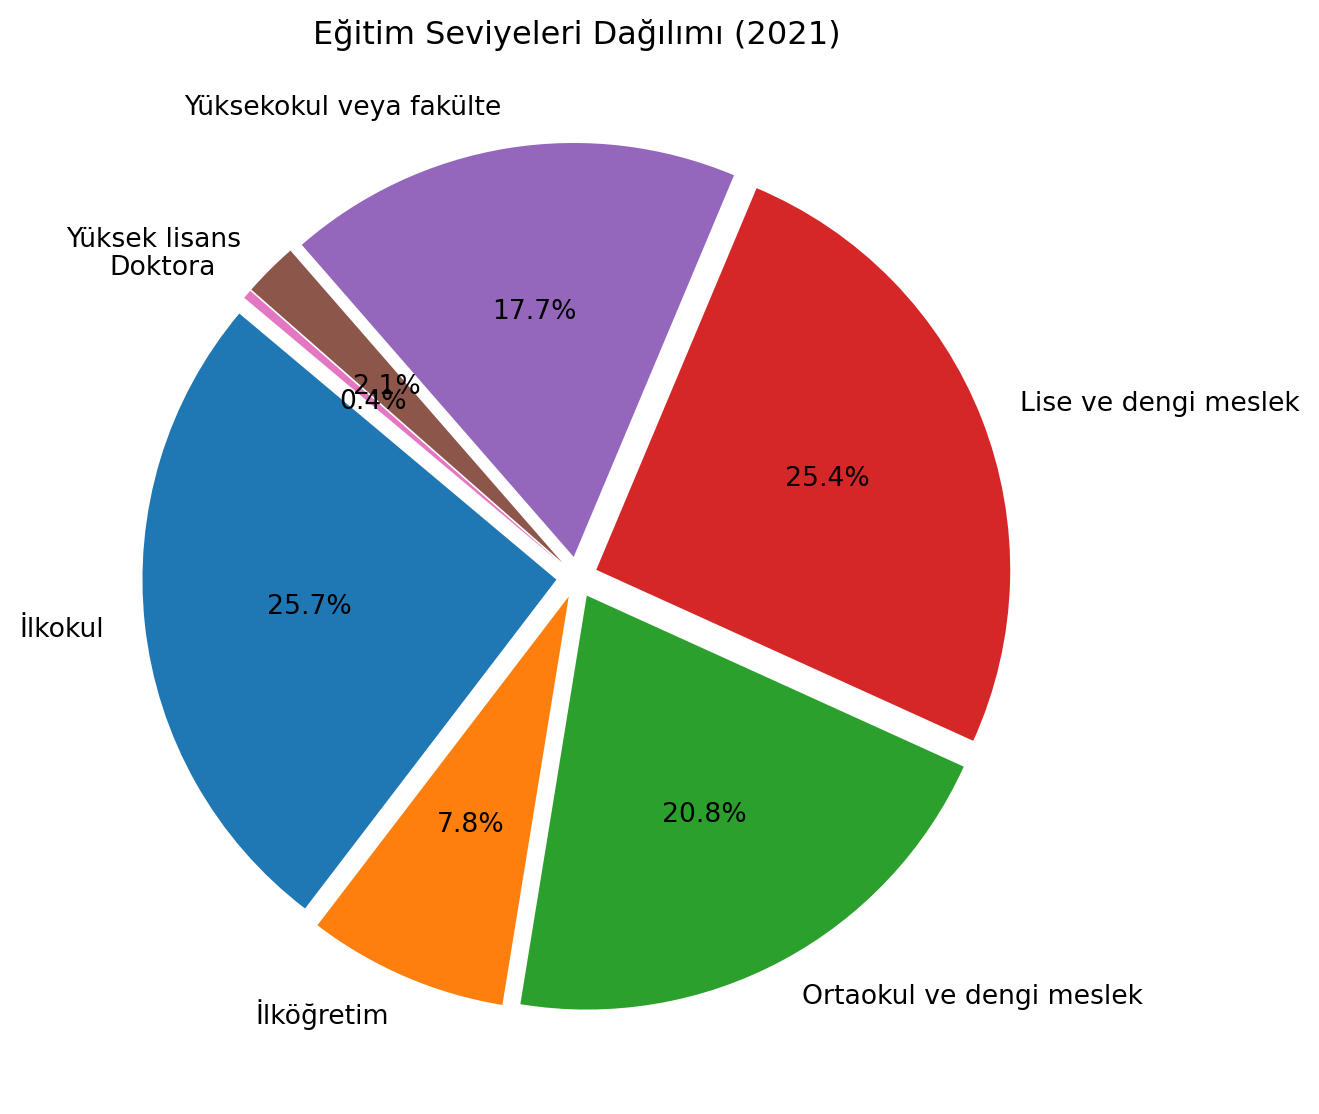 Eğitim Seviyeleri Dağılımı (2021)
Yüksekokul veya fakülte
Yüksek lisans
Doktora
17.7%
2.1%
0.4%
Lise ve dengi meslek
25.4%
25.7%
İlkokul
7.8%
20.8%
Ortaokul ve dengi meslek
İlköğretim